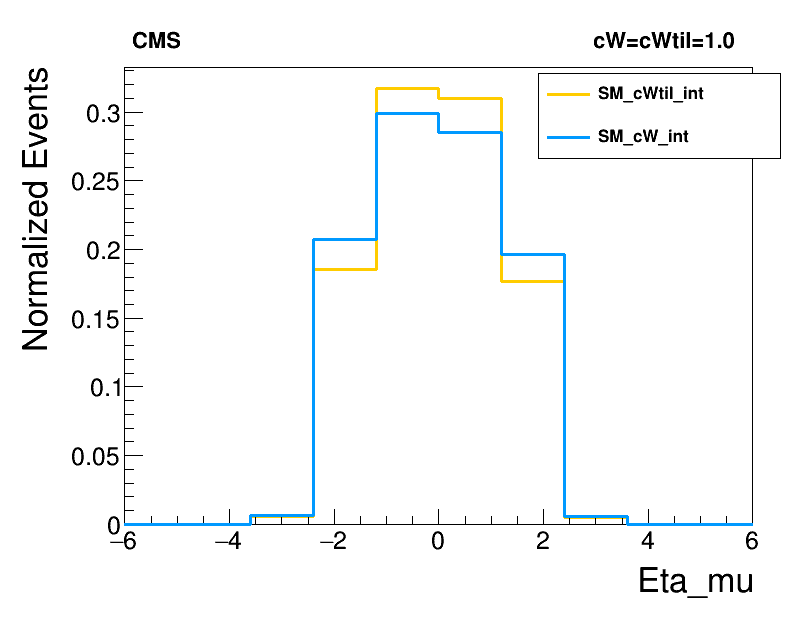 CMS
cW=cWtil=1.0
Normalized Events
SM_cWtil_int
SM_cW_int
0.3
0.25
0.2
0.15
0.1
0.05
0
−6 −4 −2 0 2 4 6
Eta_mu